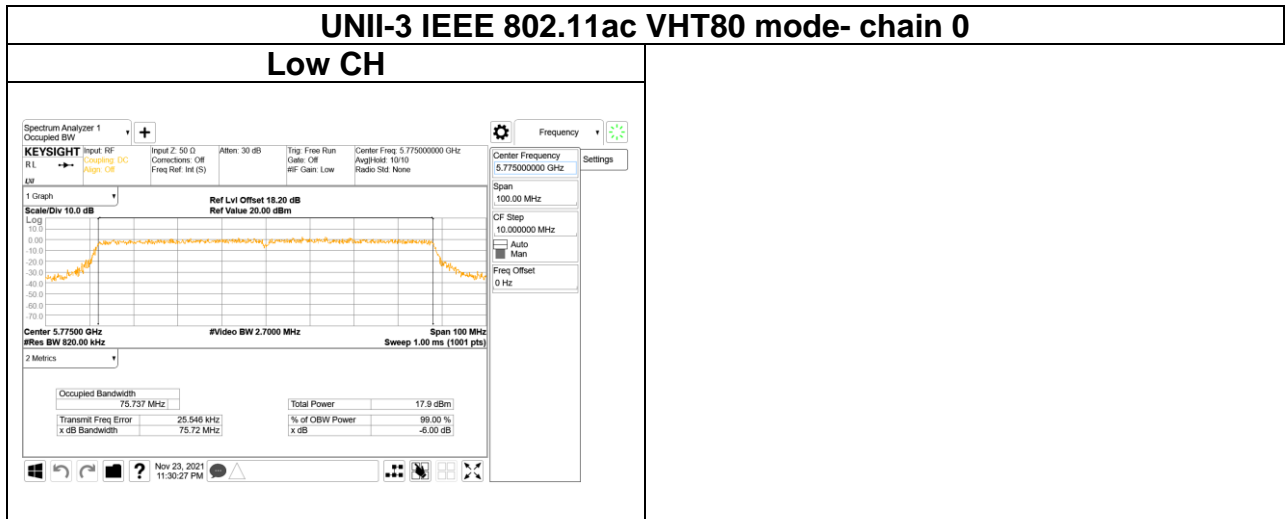 UNII-3 IEEE 802.11ac VHT80 mode- chain 0
Low CH
Spectrum Analyzer 1
Occupied BW
Frequency
KEYSIGHT
RL
Input: RF
Coupling: DC
Align: Off
Input Z: 50 Ω
Corrections: Off
Freq Ref: Int (S)
Atten: 30 dB
Trig: Free Run
Gate: Off
#IF Gain: Low
Center Freq: 5.775000000 GHz
Avg|Hold: 10/10
Radio Std: None
Center Frequency
5.775000000 GHz
Settings
Span
100.00 MHz
CF Step
10.000000 MHz
Auto
Man
Freq Offset
0 Hz
1 Graph
Scale/Div 10.0 dB
Ref Lvl Offset 18.20 dB
Ref Value 20.00 dBm
Log
10.0
0.00
-10.0
-20.0
-30.0
-40.0
-50.0
-60.0
-70.0
Center 5.77500 GHz
#Video BW 2.7000 MHz
Span 100 MHz
#Res BW 820.00 kHz
Sweep 1.00 ms (1001 pts)
2 Metrics
Occupied Bandwidth
75.737 MHz
Total Power 17.9 dBm
Transmit Freq Error 25.546 kHz
% of OBW Power 99.00 %
x dB Bandwidth 75.72 MHz
x dB -6.00 dB
Nov 23, 2021
11:30:27 PM